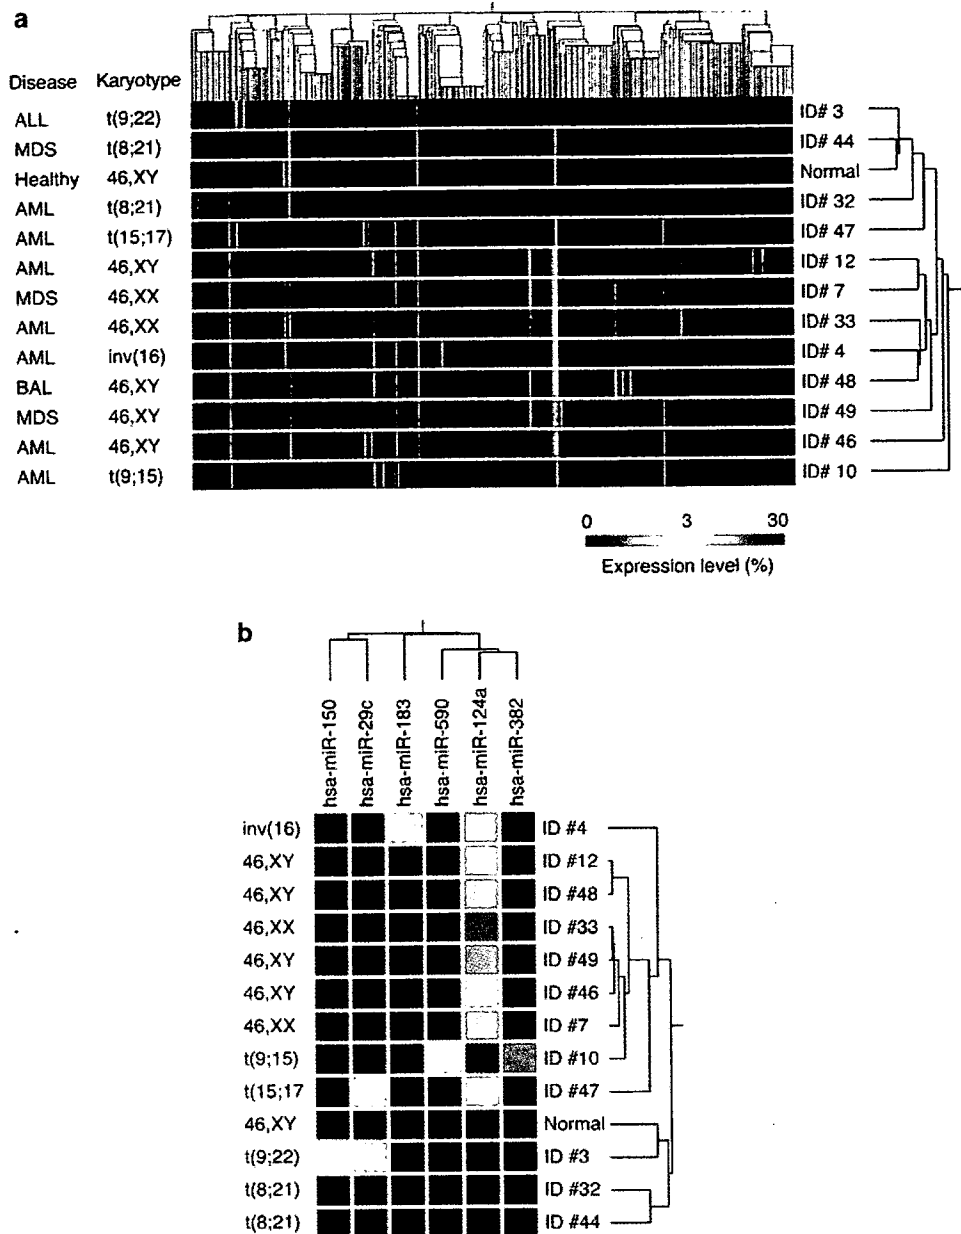 a
Disease Karyotype
ALL t(9;22) ID# 3
MDS t(8;21) ID# 44
Healthy 46,XY Normal
AML t(8;21) ID# 32
AML t(15;17) ID# 47
AML 46,XY ID# 12
MDS 46,XX ID# 7
AML 46,XX ID# 33
AML inv(16) ID# 4
BAL 46,XY ID# 48
MDS 46,XY ID# 49
AML 46,XY ID# 46
AML t(9;15) ID# 10
0 3 30
Expression level (%)
b
hsa-miR-150
hsa-miR-29c
hsa-miR-183
hsa-miR-590
hsa-miR-124a
hsa-miR-382
inv(16) ID #4
46,XY ID #12
46,XY ID #48
46,XX ID #33
46,XY ID #49
46,XY ID #46
46,XX ID #7
t(9;15) ID #10
t(15;17 ID #47
46,XY Normal
t(9;22) ID #3
t(8;21) ID #32
t(8;21) ID #44